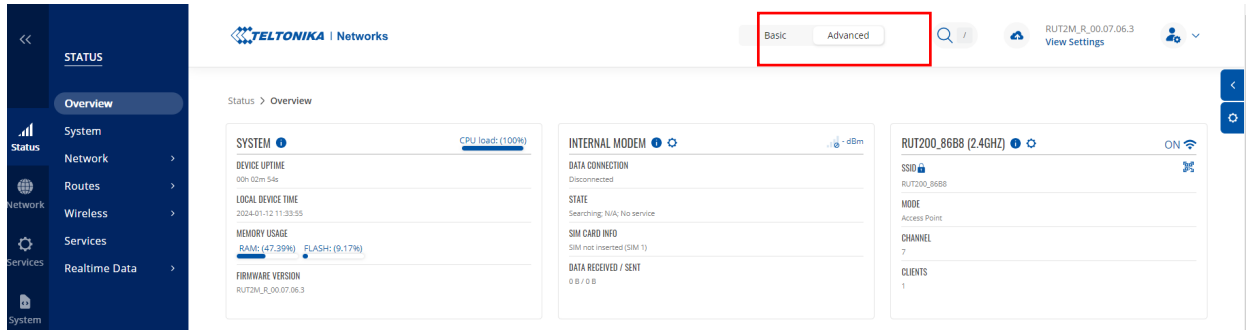 TELTONIKA | Networks
Basic
Advanced
/
RUT2M_R_00.07.06.3
View Settings
STATUS
Overview
System
Network
Routes
Wireless
Services
Realtime Data
Status
Network
Services
System
Status > Overview
SYSTEM
CPU load: (100%)
DEVICE UPTIME
00h 02m 54s
LOCAL DEVICE TIME
2024-01-12 11:33:55
MEMORY USAGE
RAM: (47.39%) FLASH: (9.17%)
FIRMWARE VERSION
RUT2M_R_00.07.06.3
INTERNAL MODEM
- dBm
DATA CONNECTION
Disconnected
STATE
Searching; N/A; No service
SIM CARD INFO
SIM not inserted (SIM 1)
DATA RECEIVED / SENT
0 B / 0 B
RUT200_86B8 (2.4GHZ)
ON
SSID
RUT200_86B8
MODE
Access Point
CHANNEL
7
CLIENTS
1